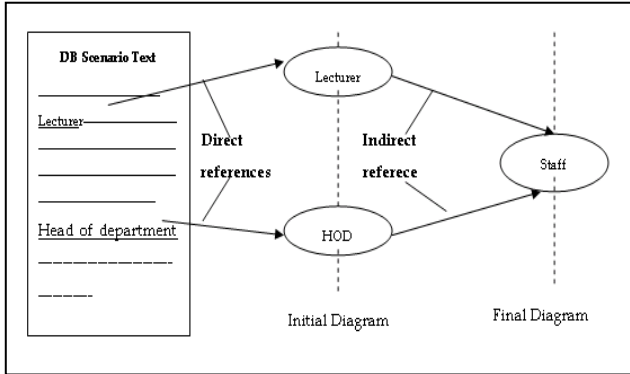 DB Scenario Text
Lecturer
Head of department
Direct
references
Lecturer
HOD
Initial Diagram
Indirect
referece
Staff
Final Diagram